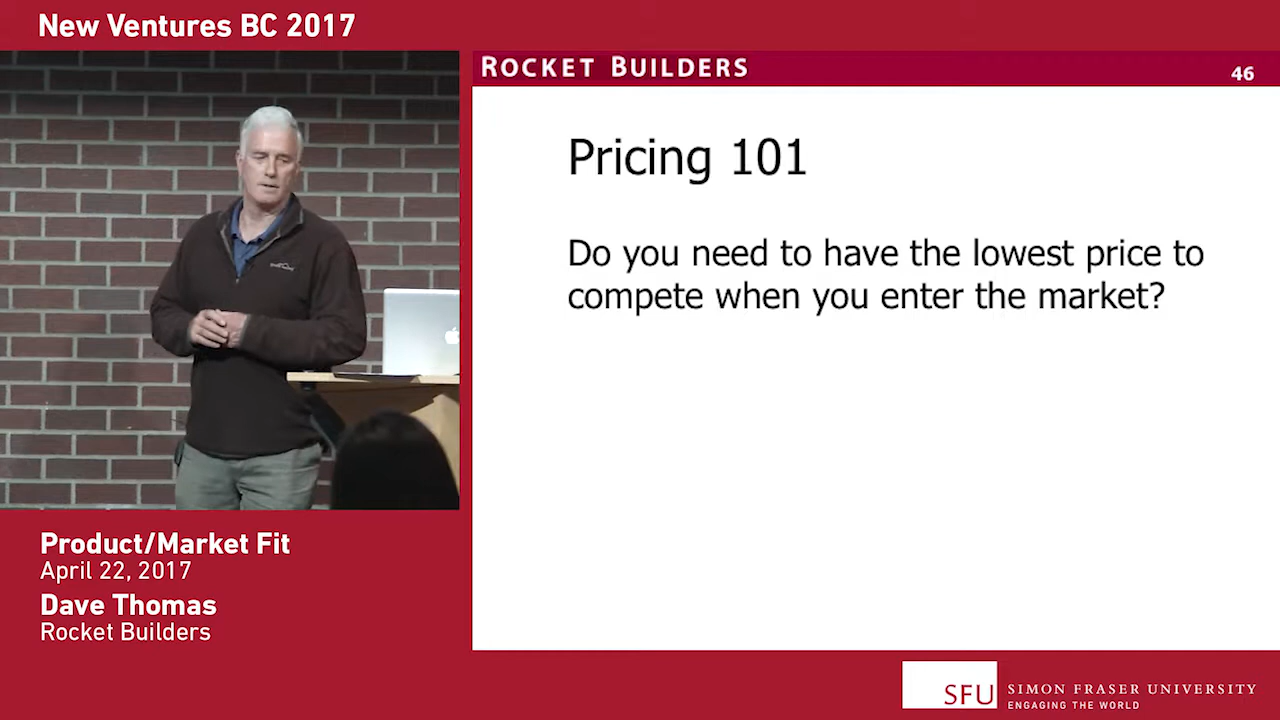 New Ventures BC 2017
ROCKET BUILDERS
46
Pricing 101
Do you need to have the lowest price to
compete when you enter the market?
Product/Market Fit
April 22, 2017
Dave Thomas
Rocket Builders
SFU
SIMON FRASER UNIVERSITY
ENGAGING THE WORLD